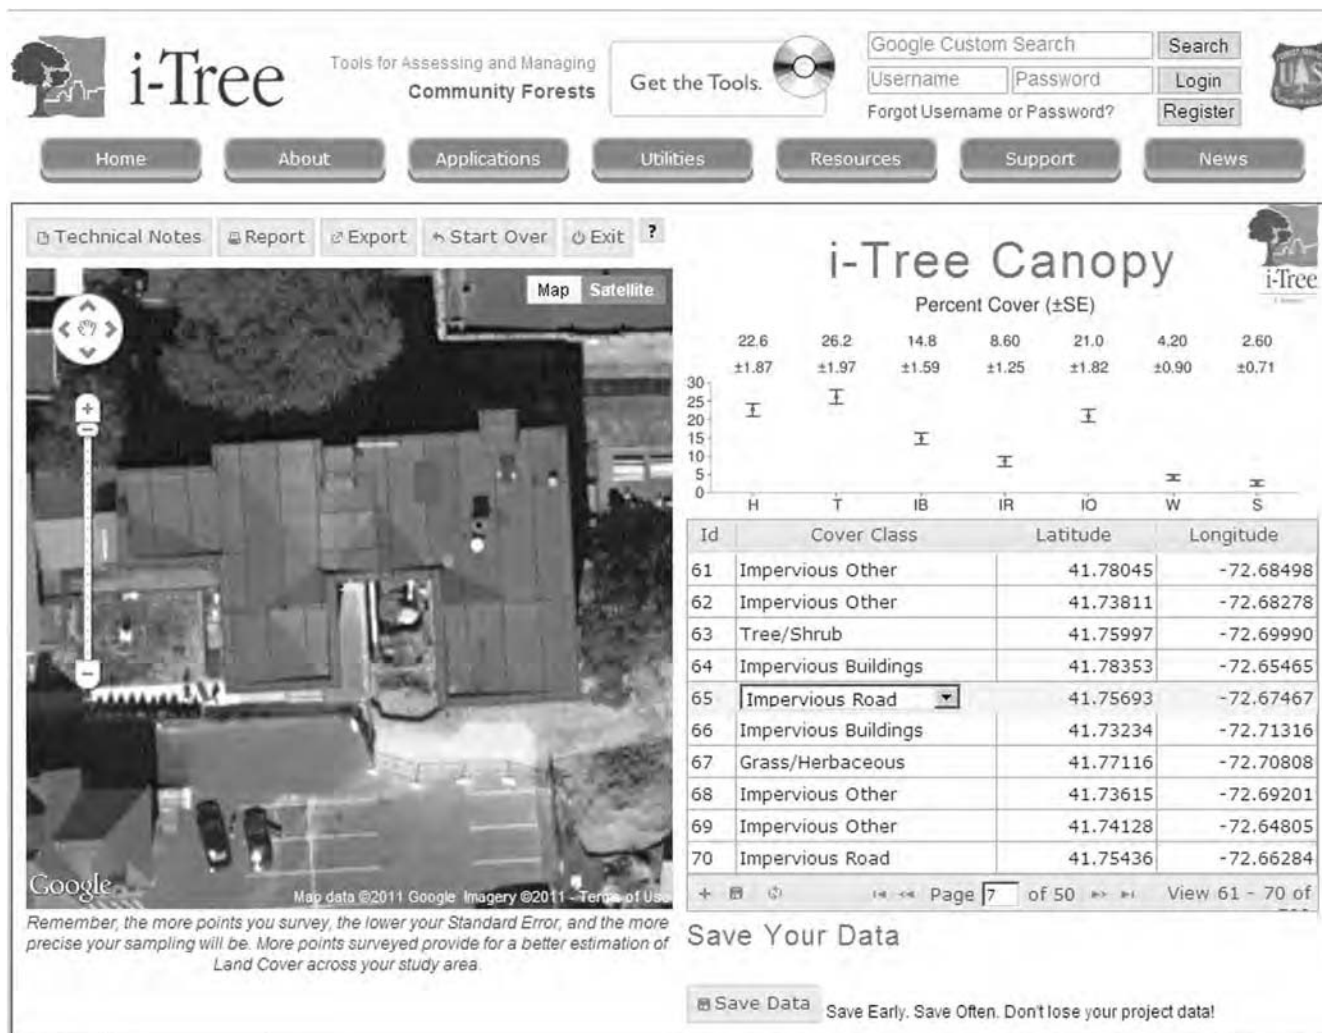 i-Tree
Tools for Assessing and Managing
Community Forests
Get the Tools.
Google Custom Search Search
Username Password Login
Forgot Username or Password? Register
U S
Home About Applications Utilities Resources Support News
Technical Notes Report Export Start Over Exit ?
Map Satellite
Google
Map data ©2011 Google Imagery ©2011 - Terms of Use
Remember, the more points you survey, the lower your Standard Error, and the more
precise your sampling will be. More points surveyed provide for a better estimation of
Land Cover across your study area.
i-Tree Canopy
i-Tree
Percent Cover (±SE)
22.6 26.2 14.8 8.60 21.0 4.20 2.60
±1.87 ±1.97 ±1.59 ±1.25 ±1.82 ±0.90 ±0.71
30
25
20
15
10
5
0
H T IB IR IO W S
Id Cover Class Latitude Longitude
61 Impervious Other 41.78045 -72.68498
62 Impervious Other 41.73811 -72.68278
63 Tree/Shrub 41.75997 -72.69990
64 Impervious Buildings 41.78353 -72.65465
65 Impervious Road 41.75693 -72.67467
66 Impervious Buildings 41.73234 -72.71316
67 Grass/Herbaceous 41.77116 -72.70808
68 Impervious Other 41.73615 -72.69201
69 Impervious Other 41.74128 -72.64805
70 Impervious Road 41.75436 -72.66284
Page 7 of 50 View 61 - 70 of
Save Your Data
Save Data Save Early. Save Often. Don't lose your project data!